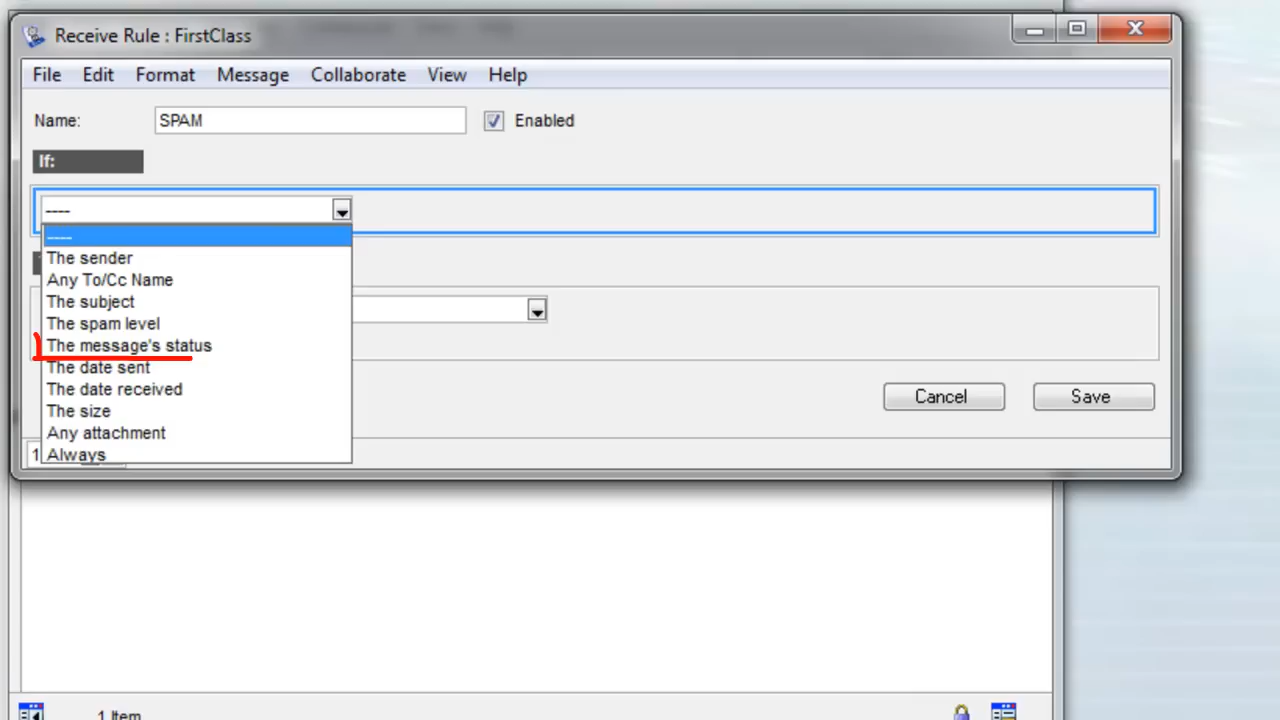 Receive Rule : FirstClass
File Edit Format Message Collaborate View Help
Name: SPAM Enabled
If:
----
----
The sender
Any To/Cc Name
The subject
The spam level
The message's status
The date sent
The date received
The size
Any attachment
Cancel Save
1 Always
1 Item